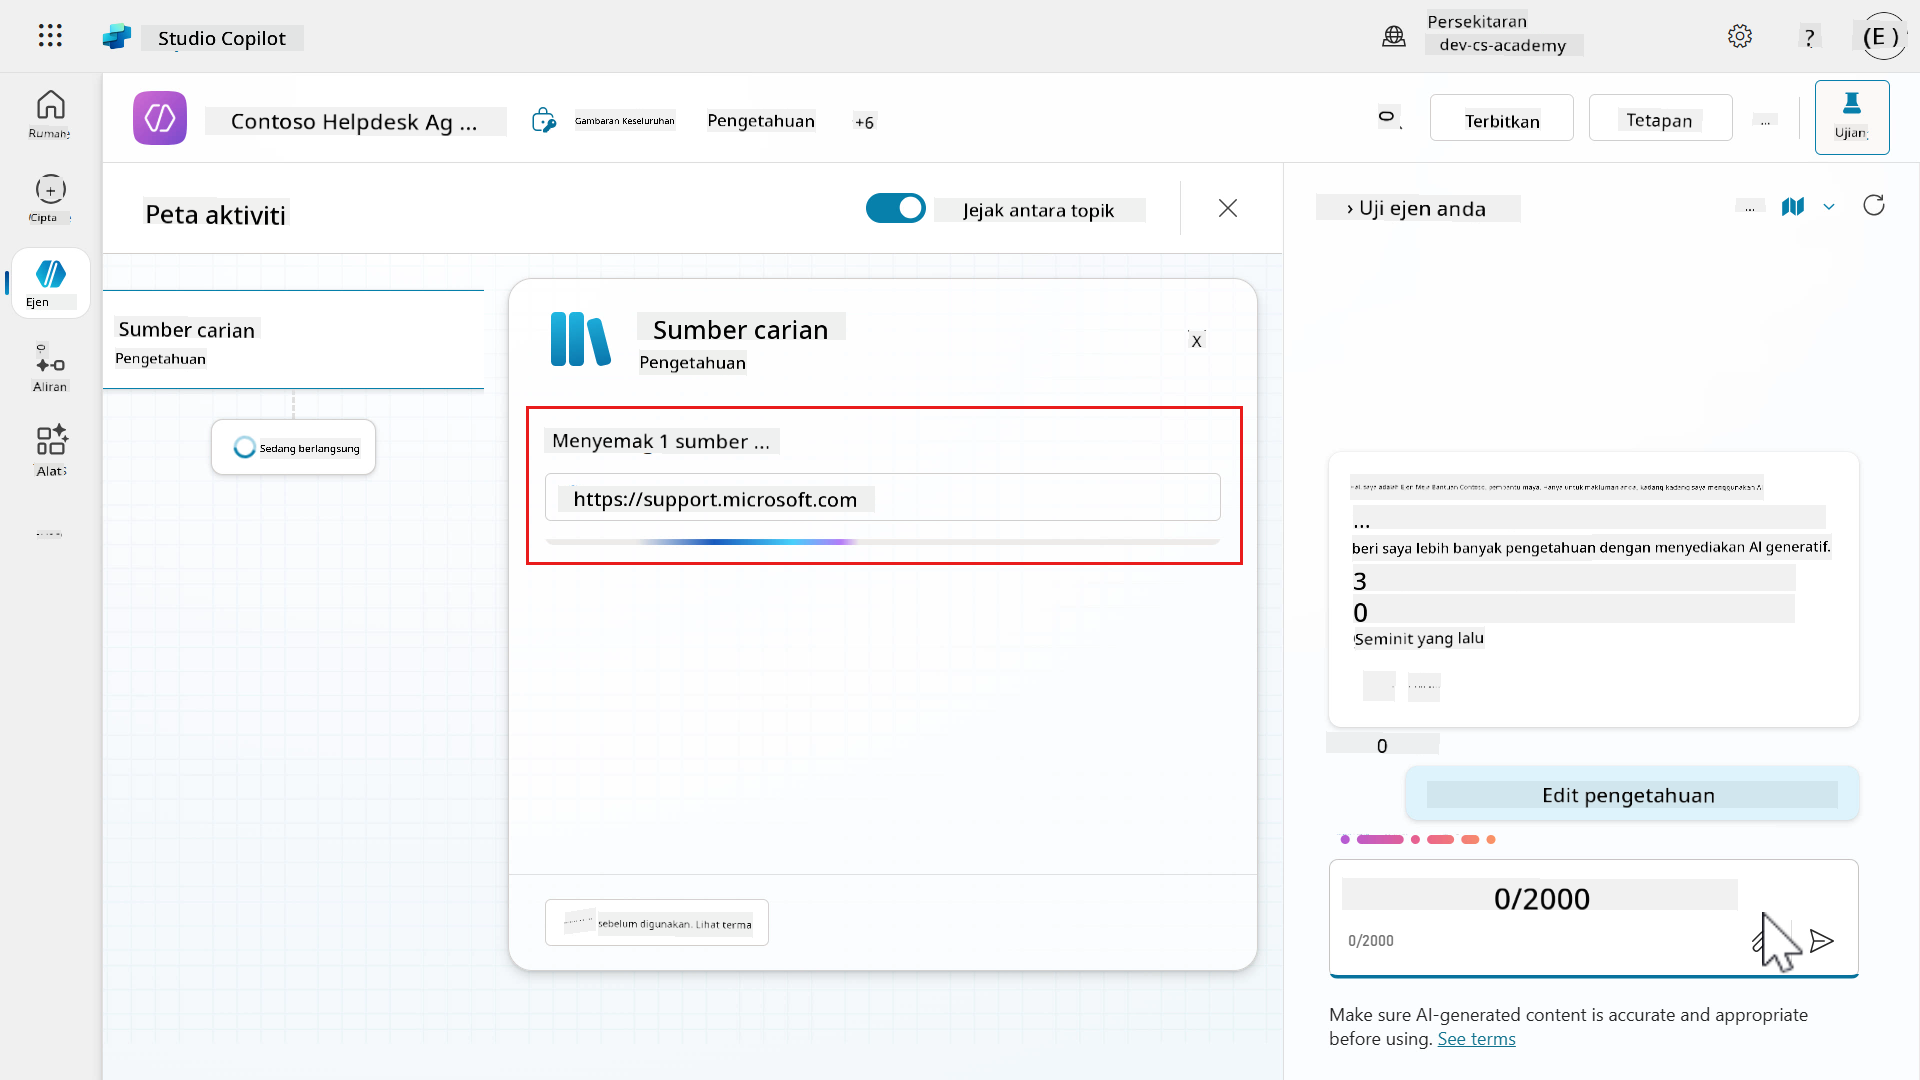 Studio Copilot
Persekitaran
dev-cs-academy
?
(E )
Rumah
Cipta
Ejen
Aliran
Alat
Contoso Helpdesk Ag ...
Gambaran Keseluruhan
Pengetahuan
+6
Terbitkan
Tetapan
...
Ujian
Peta aktiviti
Jejak antara topik
Sumber carian
Pengetahuan
Sedang berlangsung
Sumber carian
Pengetahuan
X
Menyemak 1 sumber ...
https://support.microsoft.com
sebelum digunakan. Lihat terma
› Uji ejen anda
...
...
beri saya lebih banyak pengetahuan dengan menyediakan AI generatif.
3
0
Seminit yang lalu
0
Edit pengetahuan
0/2000
0/2000
Make sure AI-generated content is accurate and appropriate
before using. See terms